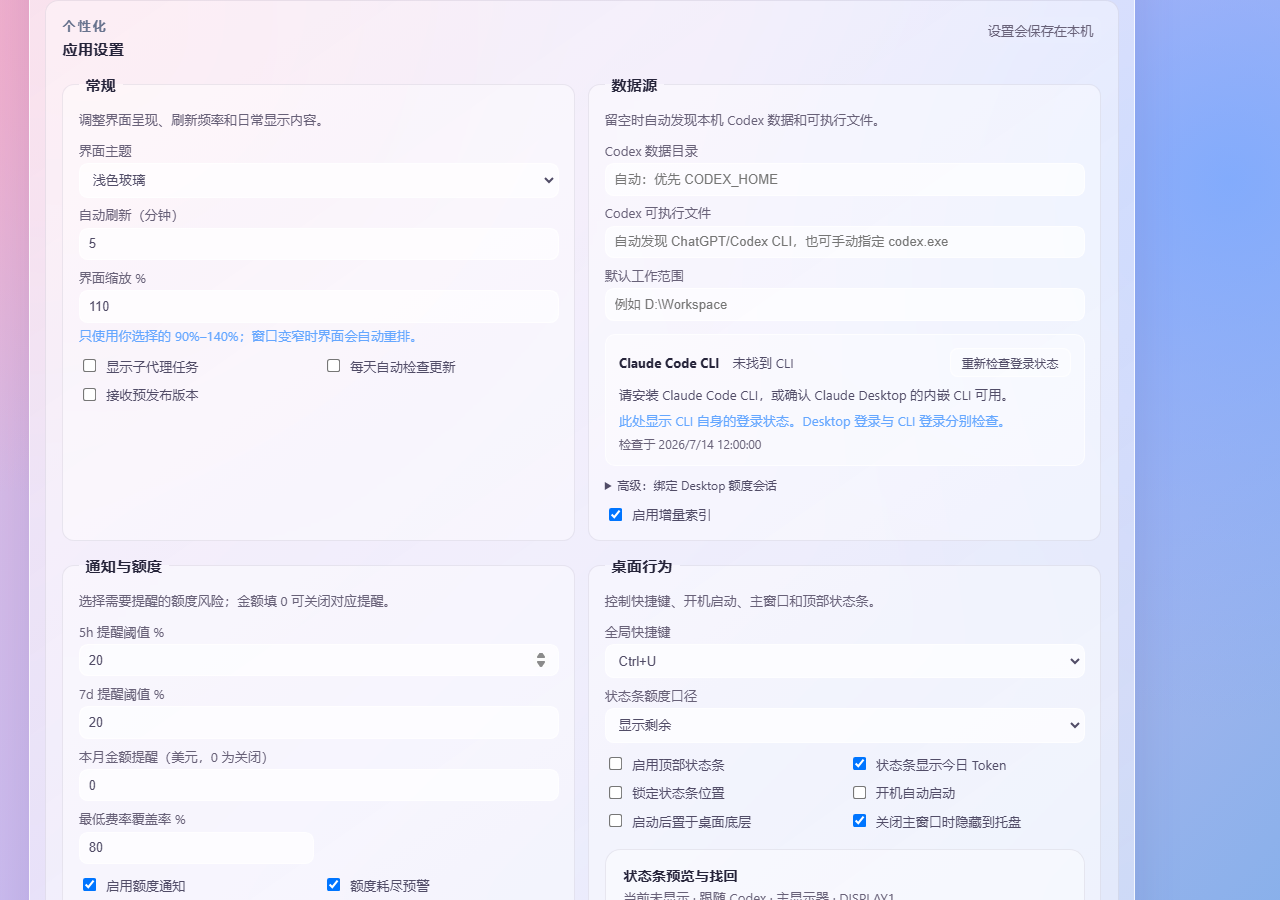 个性化
应用设置
设置会保存在本机
常规
调整界面呈现、刷新频率和日常显示内容。
界面主题
浅色玻璃
自动刷新（分钟）
5
界面缩放 %
110
只使用你选择的 90%–140%；窗口变窄时界面会自动重排。
显示子代理任务
每天自动检查更新
接收预发布版本
数据源
留空时自动发现本机 Codex 数据和可执行文件。
Codex 数据目录
自动：优先 CODEX_HOME
Codex 可执行文件
自动发现 ChatGPT/Codex CLI，也可手动指定 codex.exe
默认工作范围
例如 D:\Workspace
Claude Code CLI 未找到 CLI
重新检查登录状态
请安装 Claude Code CLI，或确认 Claude Desktop 的内嵌 CLI 可用。
此处显示 CLI 自身的登录状态。Desktop 登录与 CLI 登录分别检查。
检查于 2026/7/14 12:00:00
高级：绑定 Desktop 额度会话
启用增量索引
通知与额度
选择需要提醒的额度风险；金额填 0 可关闭对应提醒。
5h 提醒阈值 %
20
7d 提醒阈值 %
20
本月金额提醒（美元，0 为关闭）
0
最低费率覆盖率 %
80
启用额度通知
额度耗尽预警
桌面行为
控制快捷键、开机启动、主窗口和顶部状态条。
全局快捷键
Ctrl+U
状态条额度口径
显示剩余
启用顶部状态条
状态条显示今日 Token
锁定状态条位置
开机自动启动
启动后置于桌面底层
关闭主窗口时隐藏到托盘
状态条预览与找回
当前未显示 · 跟随 Codex · 主显示器 · DISPLAY1